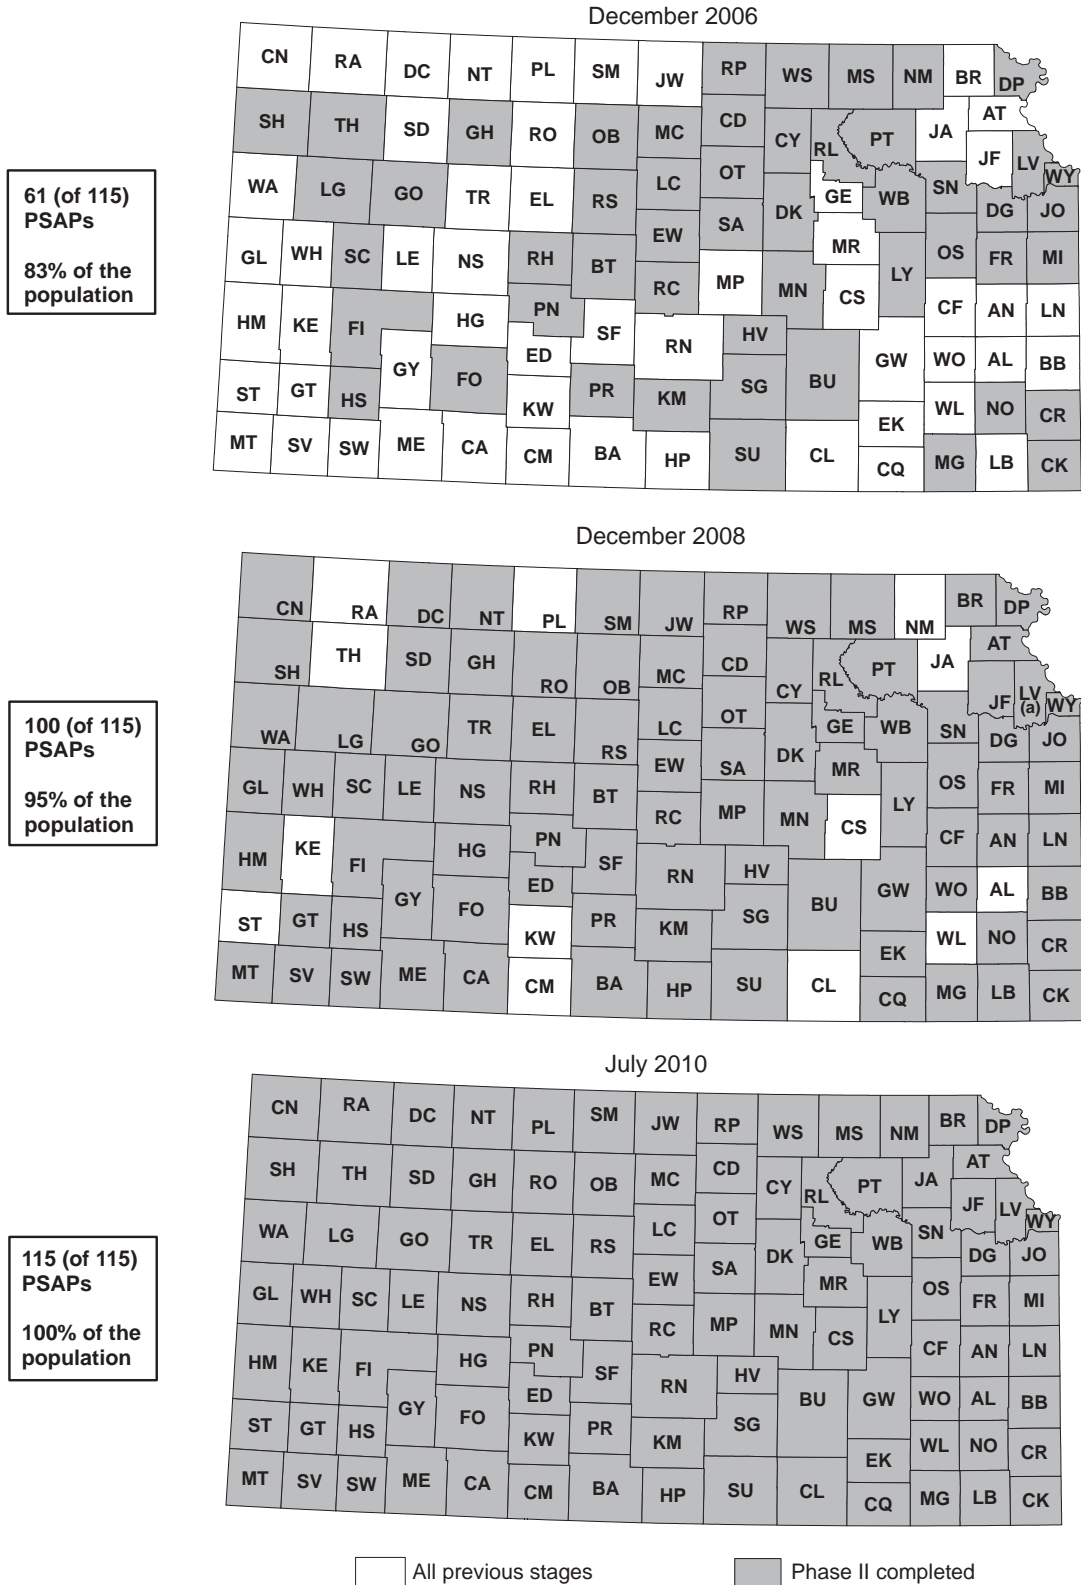 December 2006
61 (of 115)
PSAPs
83% of the
population
CN RA DC NT PL SM JW RP WS MS NM BR DP
SH TH SD GH RO OB MC CD CY RL PT JA AT
JF LV WY
WA LG GO TR EL RS LC OT DK GE WB SN DG JO
EW SA MR
GL WH SC LE NS RH BT RC MP MN CS LY OS FR MI
HM KE FI HG PN SF RN HV CF AN LN
GY ED GW WO AL BB
ST GT HS FO KW PR KM SG BU WL NO CR
EK
MT SV SW ME CA CM BA HP SU CL CQ MG LB CK
December 2008
100 (of 115)
PSAPs
95% of the
population
CN RA DC NT PL SM JW RP WS MS NM BR DP
SH TH SD GH RO OB MC CD CY RL PT JA AT
JF LV
(a) WY
WA LG GO TR EL RS LC OT DK GE WB SN DG JO
EW SA MR
GL WH SC LE NS RH BT RC MP MN CS LY OS FR MI
HM KE FI HG PN SF RN HV CF AN LN
GY ED GW WO AL BB
ST GT HS FO KW PR KM SG BU WL NO CR
EK
MT SV SW ME CA CM BA HP SU CL CQ MG LB CK
July 2010
115 (of 115)
PSAPs
100% of the
population
CN RA DC NT PL SM JW RP WS MS NM BR DP
SH TH SD GH RO OB MC CD CY RL PT JA AT
JF LV WY
WA LG GO TR EL RS LC OT DK GE WB SN DG JO
EW SA MR
GL WH SC LE NS RH BT RC MP MN CS LY OS FR MI
HM KE FI HG PN SF RN HV CF AN LN
GY ED GW WO AL BB
ST GT HS FO KW PR KM SG BU WL NO CR
EK
MT SV SW ME CA CM BA HP SU CL CQ MG LB CK
All previous stages
Phase II completed